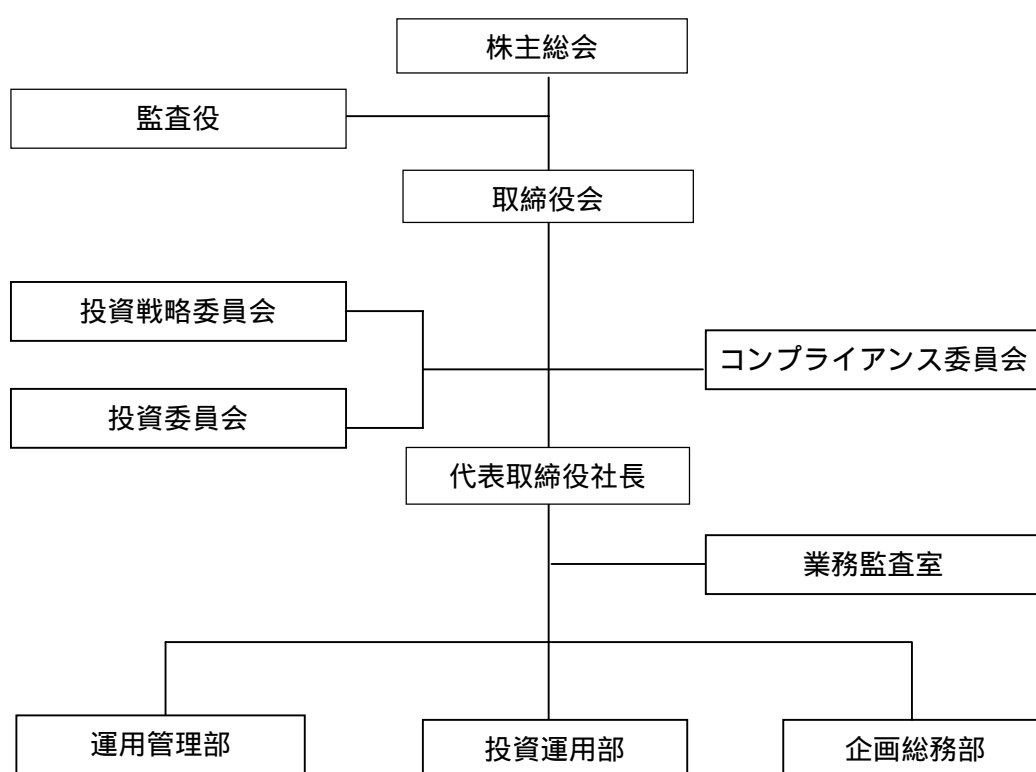 株主総会
監査役
取締役会
投資戦略委員会
コンプライアンス委員会
投資委員会
代表取締役社長
業務監査室
運用管理部
投資運用部
企画総務部